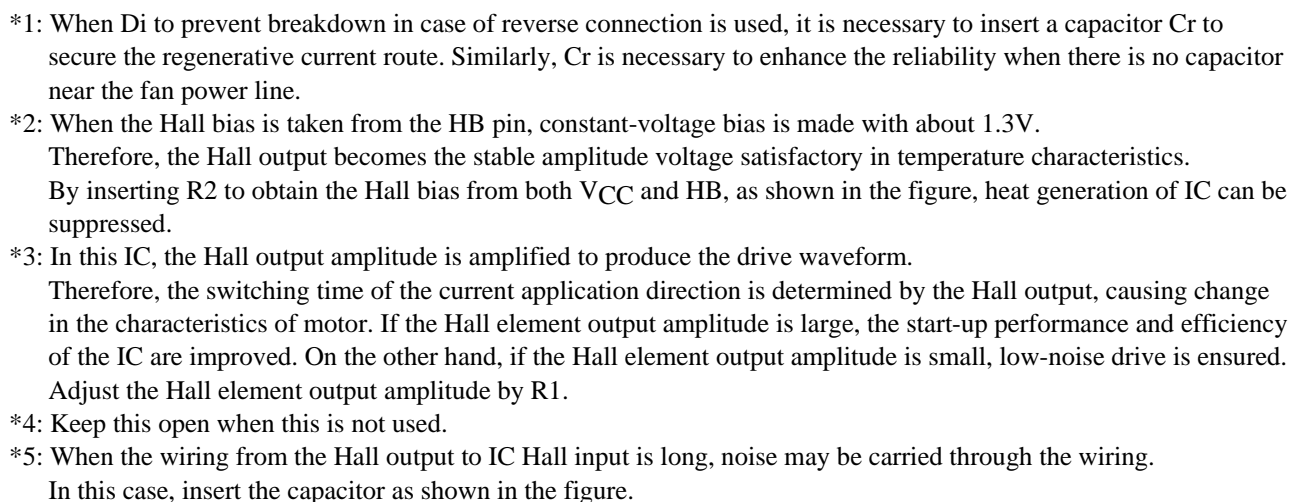 *1: When Di to prevent breakdown in case of reverse connection is used, it is necessary to insert a capacitor Cr to
secure the regenerative current route. Similarly, Cr is necessary to enhance the reliability when there is no capacitor
near the fan power line.
*2: When the Hall bias is taken from the HB pin, constant-voltage bias is made with about 1.3V.
Therefore, the Hall output becomes the stable amplitude voltage satisfactory in temperature characteristics.
By inserting R2 to obtain the Hall bias from both VCC and HB, as shown in the figure, heat generation of IC can be
suppressed.
*3: In this IC, the Hall output amplitude is amplified to produce the drive waveform.
Therefore, the switching time of the current application direction is determined by the Hall output, causing change
in the characteristics of motor. If the Hall element output amplitude is large, the start-up performance and efficiency
of the IC are improved. On the other hand, if the Hall element output amplitude is small, low-noise drive is ensured.
Adjust the Hall element output amplitude by R1.
*4: Keep this open when this is not used.
*5: When the wiring from the Hall output to IC Hall input is long, noise may be carried through the wiring.
In this case, insert the capacitor as shown in the figure.